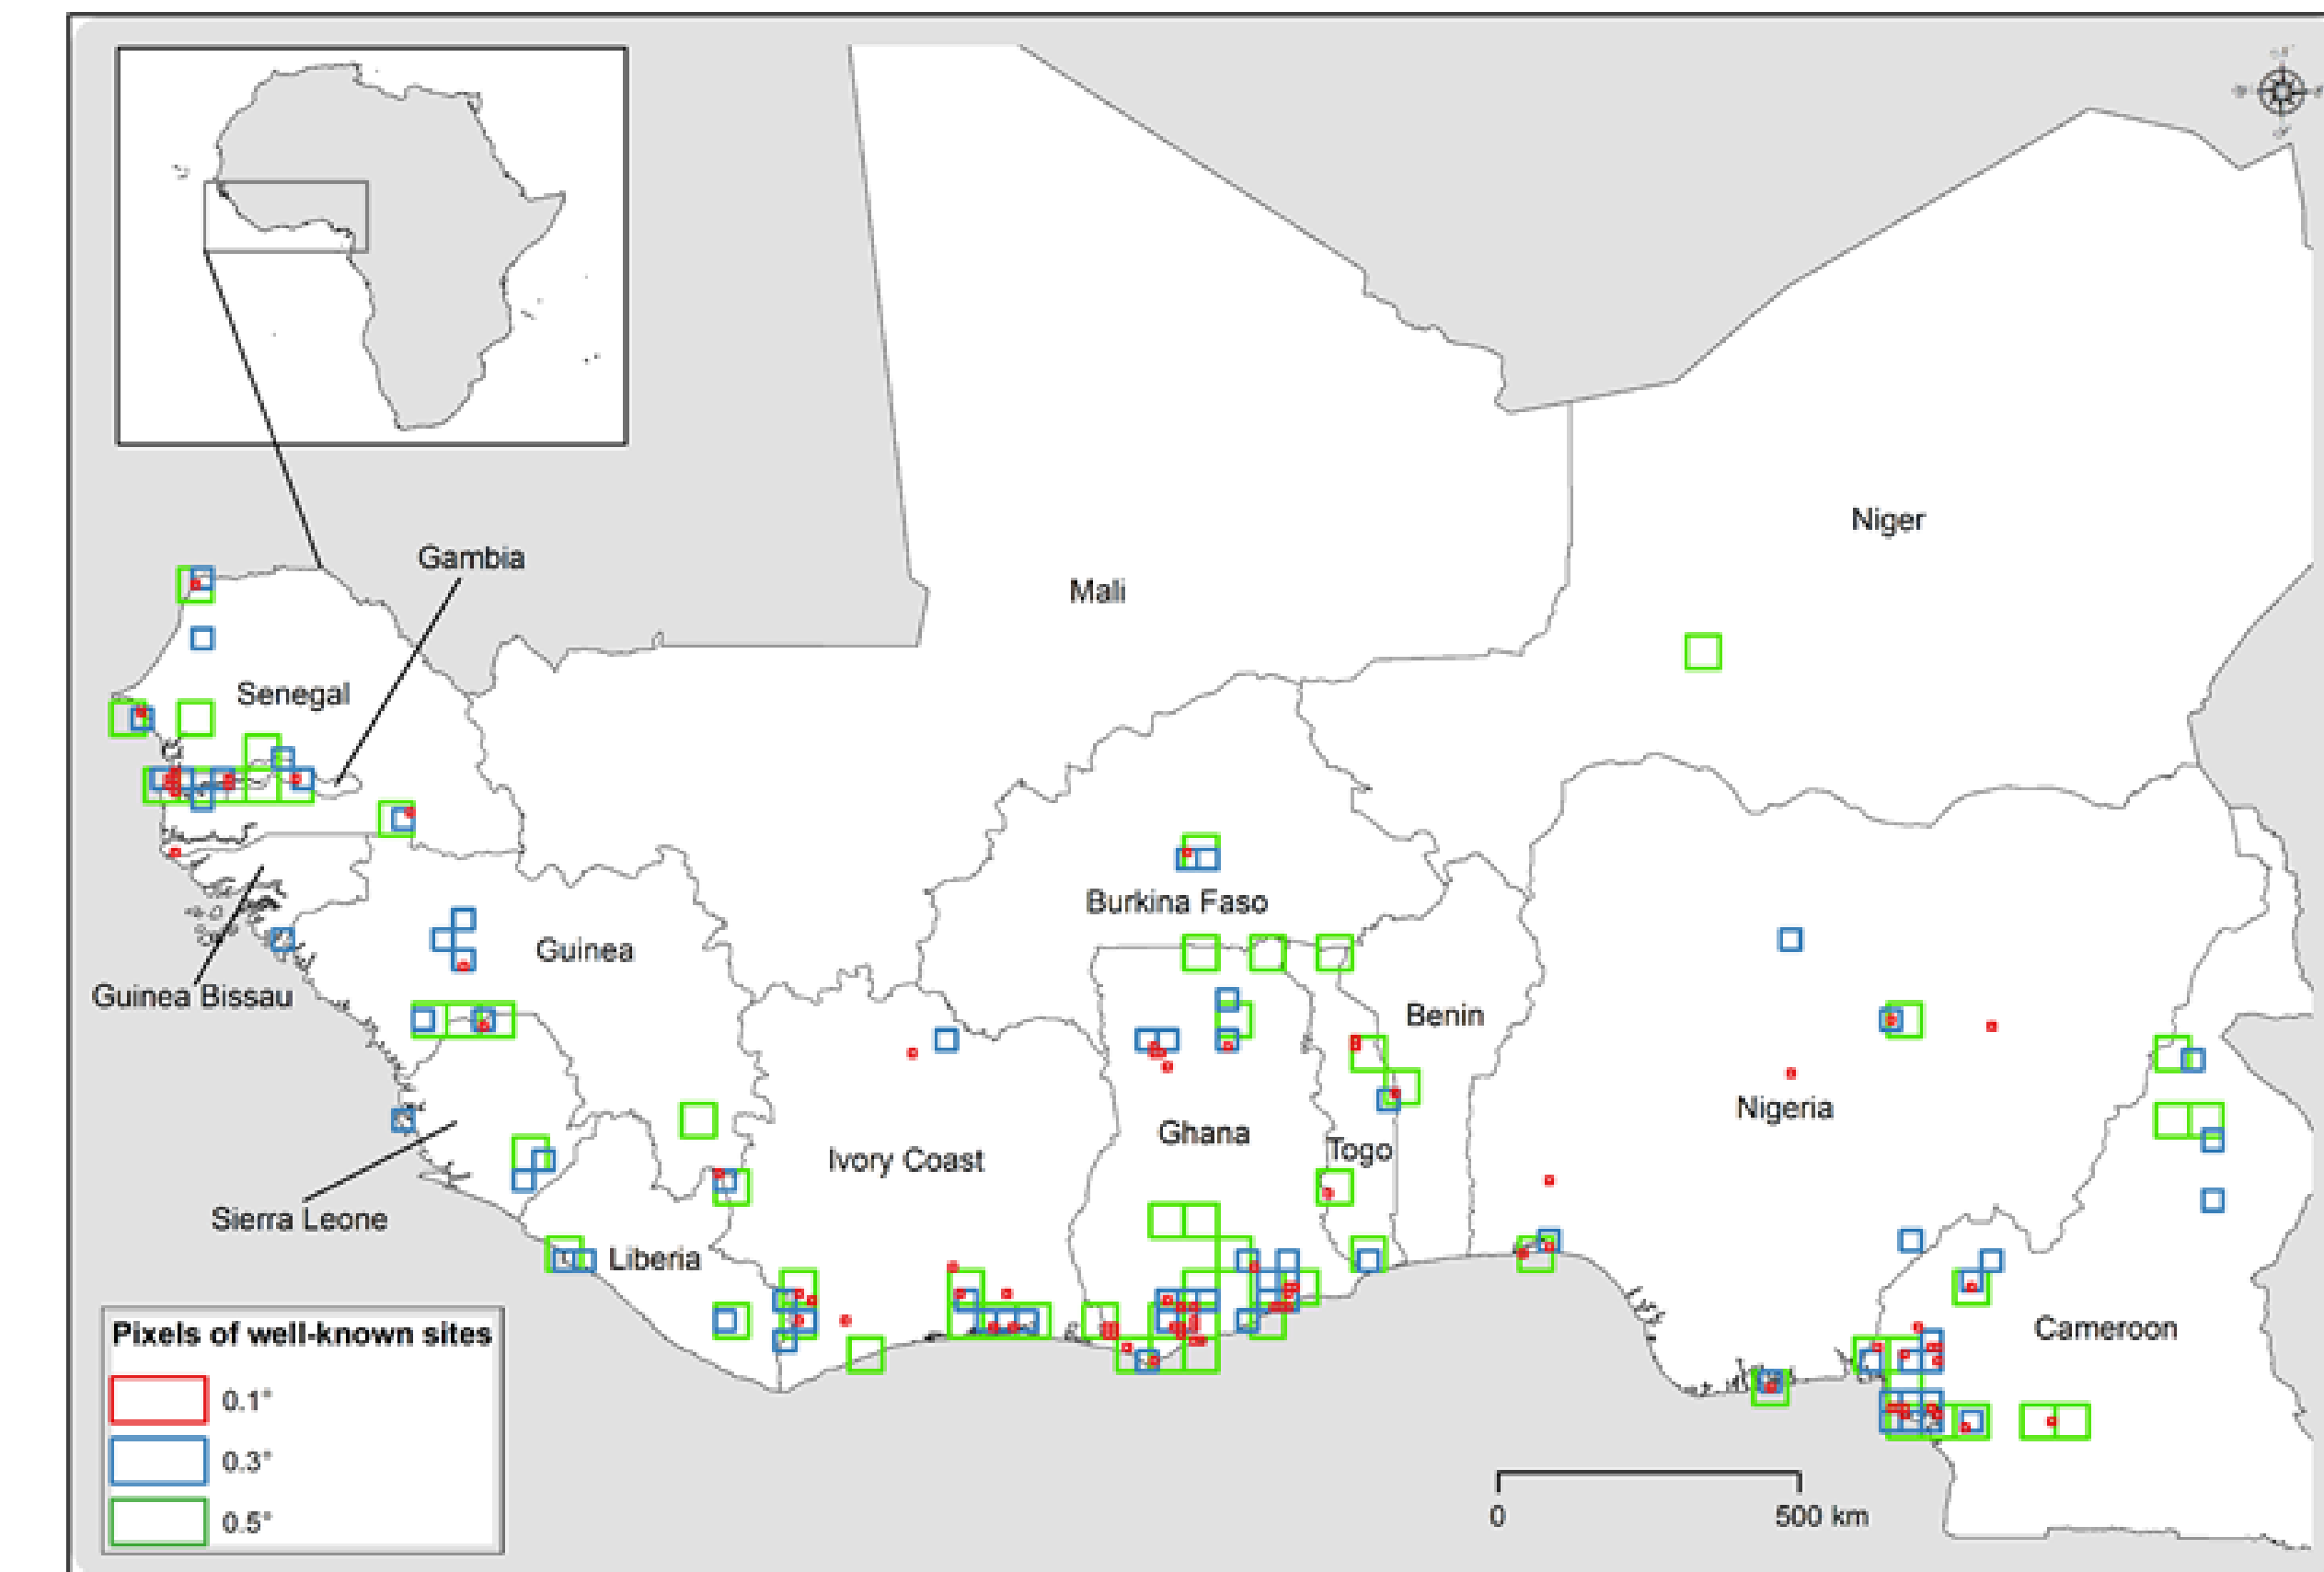 Niger
Gambia
Mali
Senegal
Burkina Faso
Guinea
Guinea Bissau
Benin
Nigeria
Ghana
Togo
Ivory Coast
Sierra Leone
Liberia
Cameroon
Pixels of well-known sites
0.1°
0.3°
0.5°
0 500 km